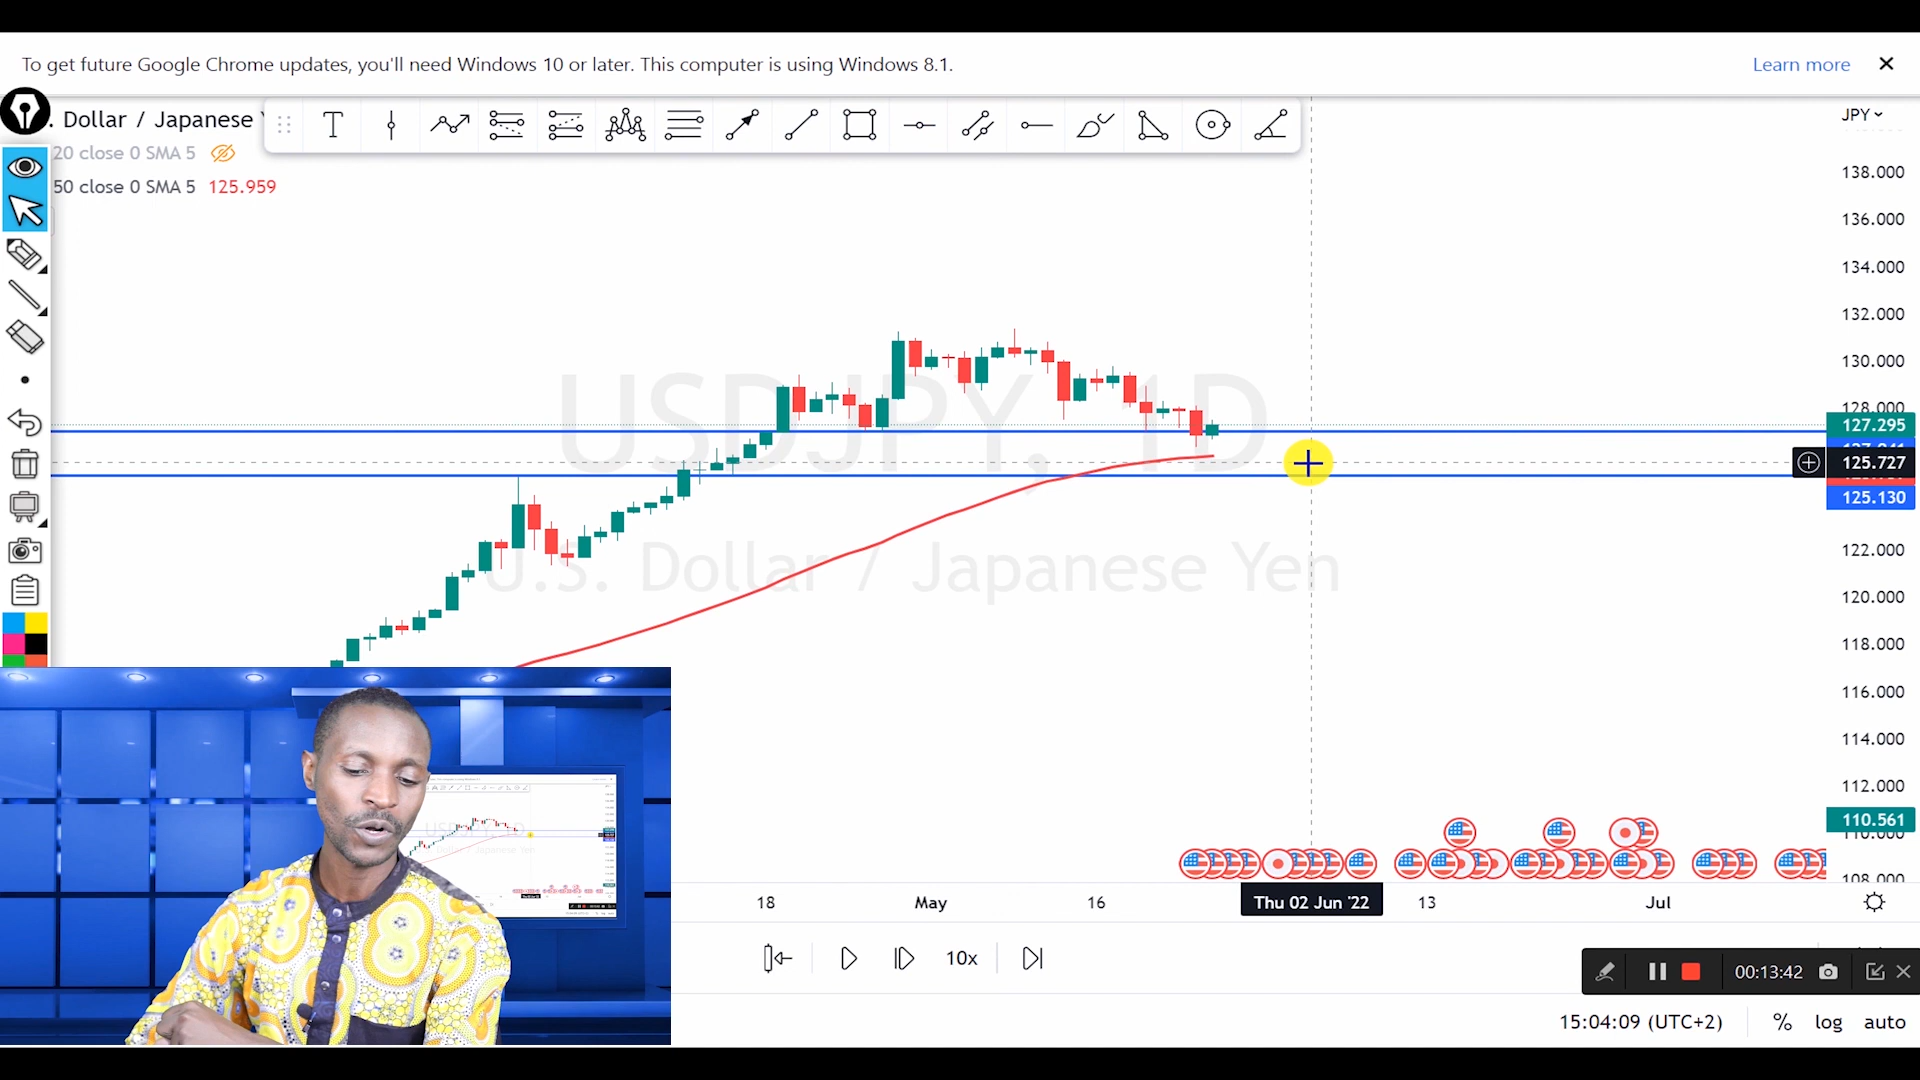 To get future Google Chrome updates, you'll need Windows 10 or later. This computer is using Windows 8.1.
Learn more
. Dollar / Japanese
JPY
20 close 0 SMA 5
50 close 0 SMA 5 125.959
138.000
136.000
134.000
132.000
130.000
128.000
127.295
125.727
125.130
122.000
120.000
118.000
116.000
114.000
112.000
110.561
110.000
108.000
USDJPY, 1D
U.S. Dollar / Japanese Yen
18
May
16
Thu 02 Jun '22
13
Jul
10x
00:13:42
15:04:09 (UTC+2)
%
log
auto